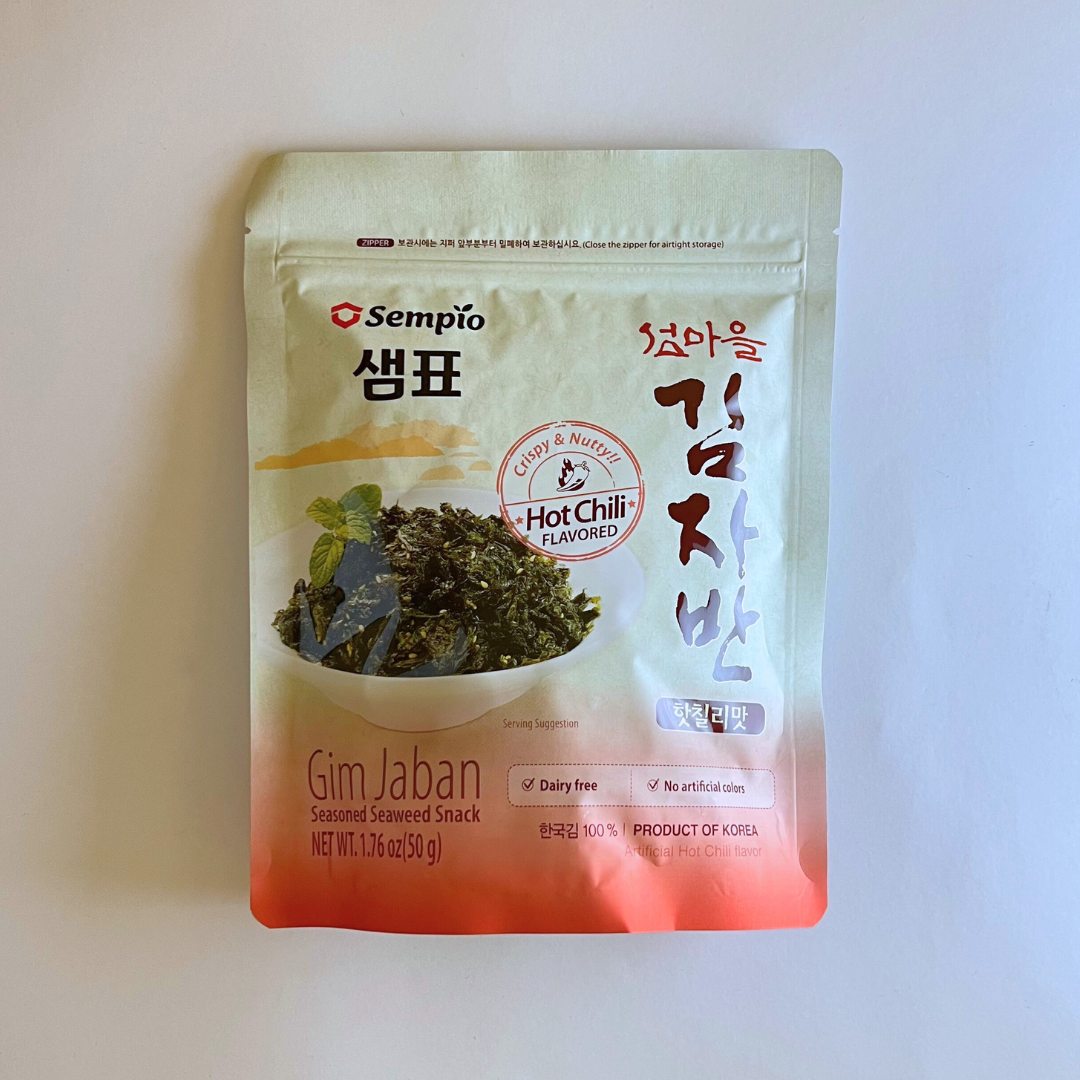 ZIPPER 보관시에는 지퍼 앞부분부터 밀폐하여 보관하십시요. (Close the zipper for airtight storage)
Sempio
샘표
섬마을
김자반
핫칠리맛
Crispy & Nutty!!
Hot Chili
FLAVORED
Serving Suggestion
Gim Jaban
Seasoned Seaweed Snack
NET WT. 1.76 oz(50 g)
Dairy free
No artificial colors
한국김 100% | PRODUCT OF KOREA
Artificial Hot Chili flavor